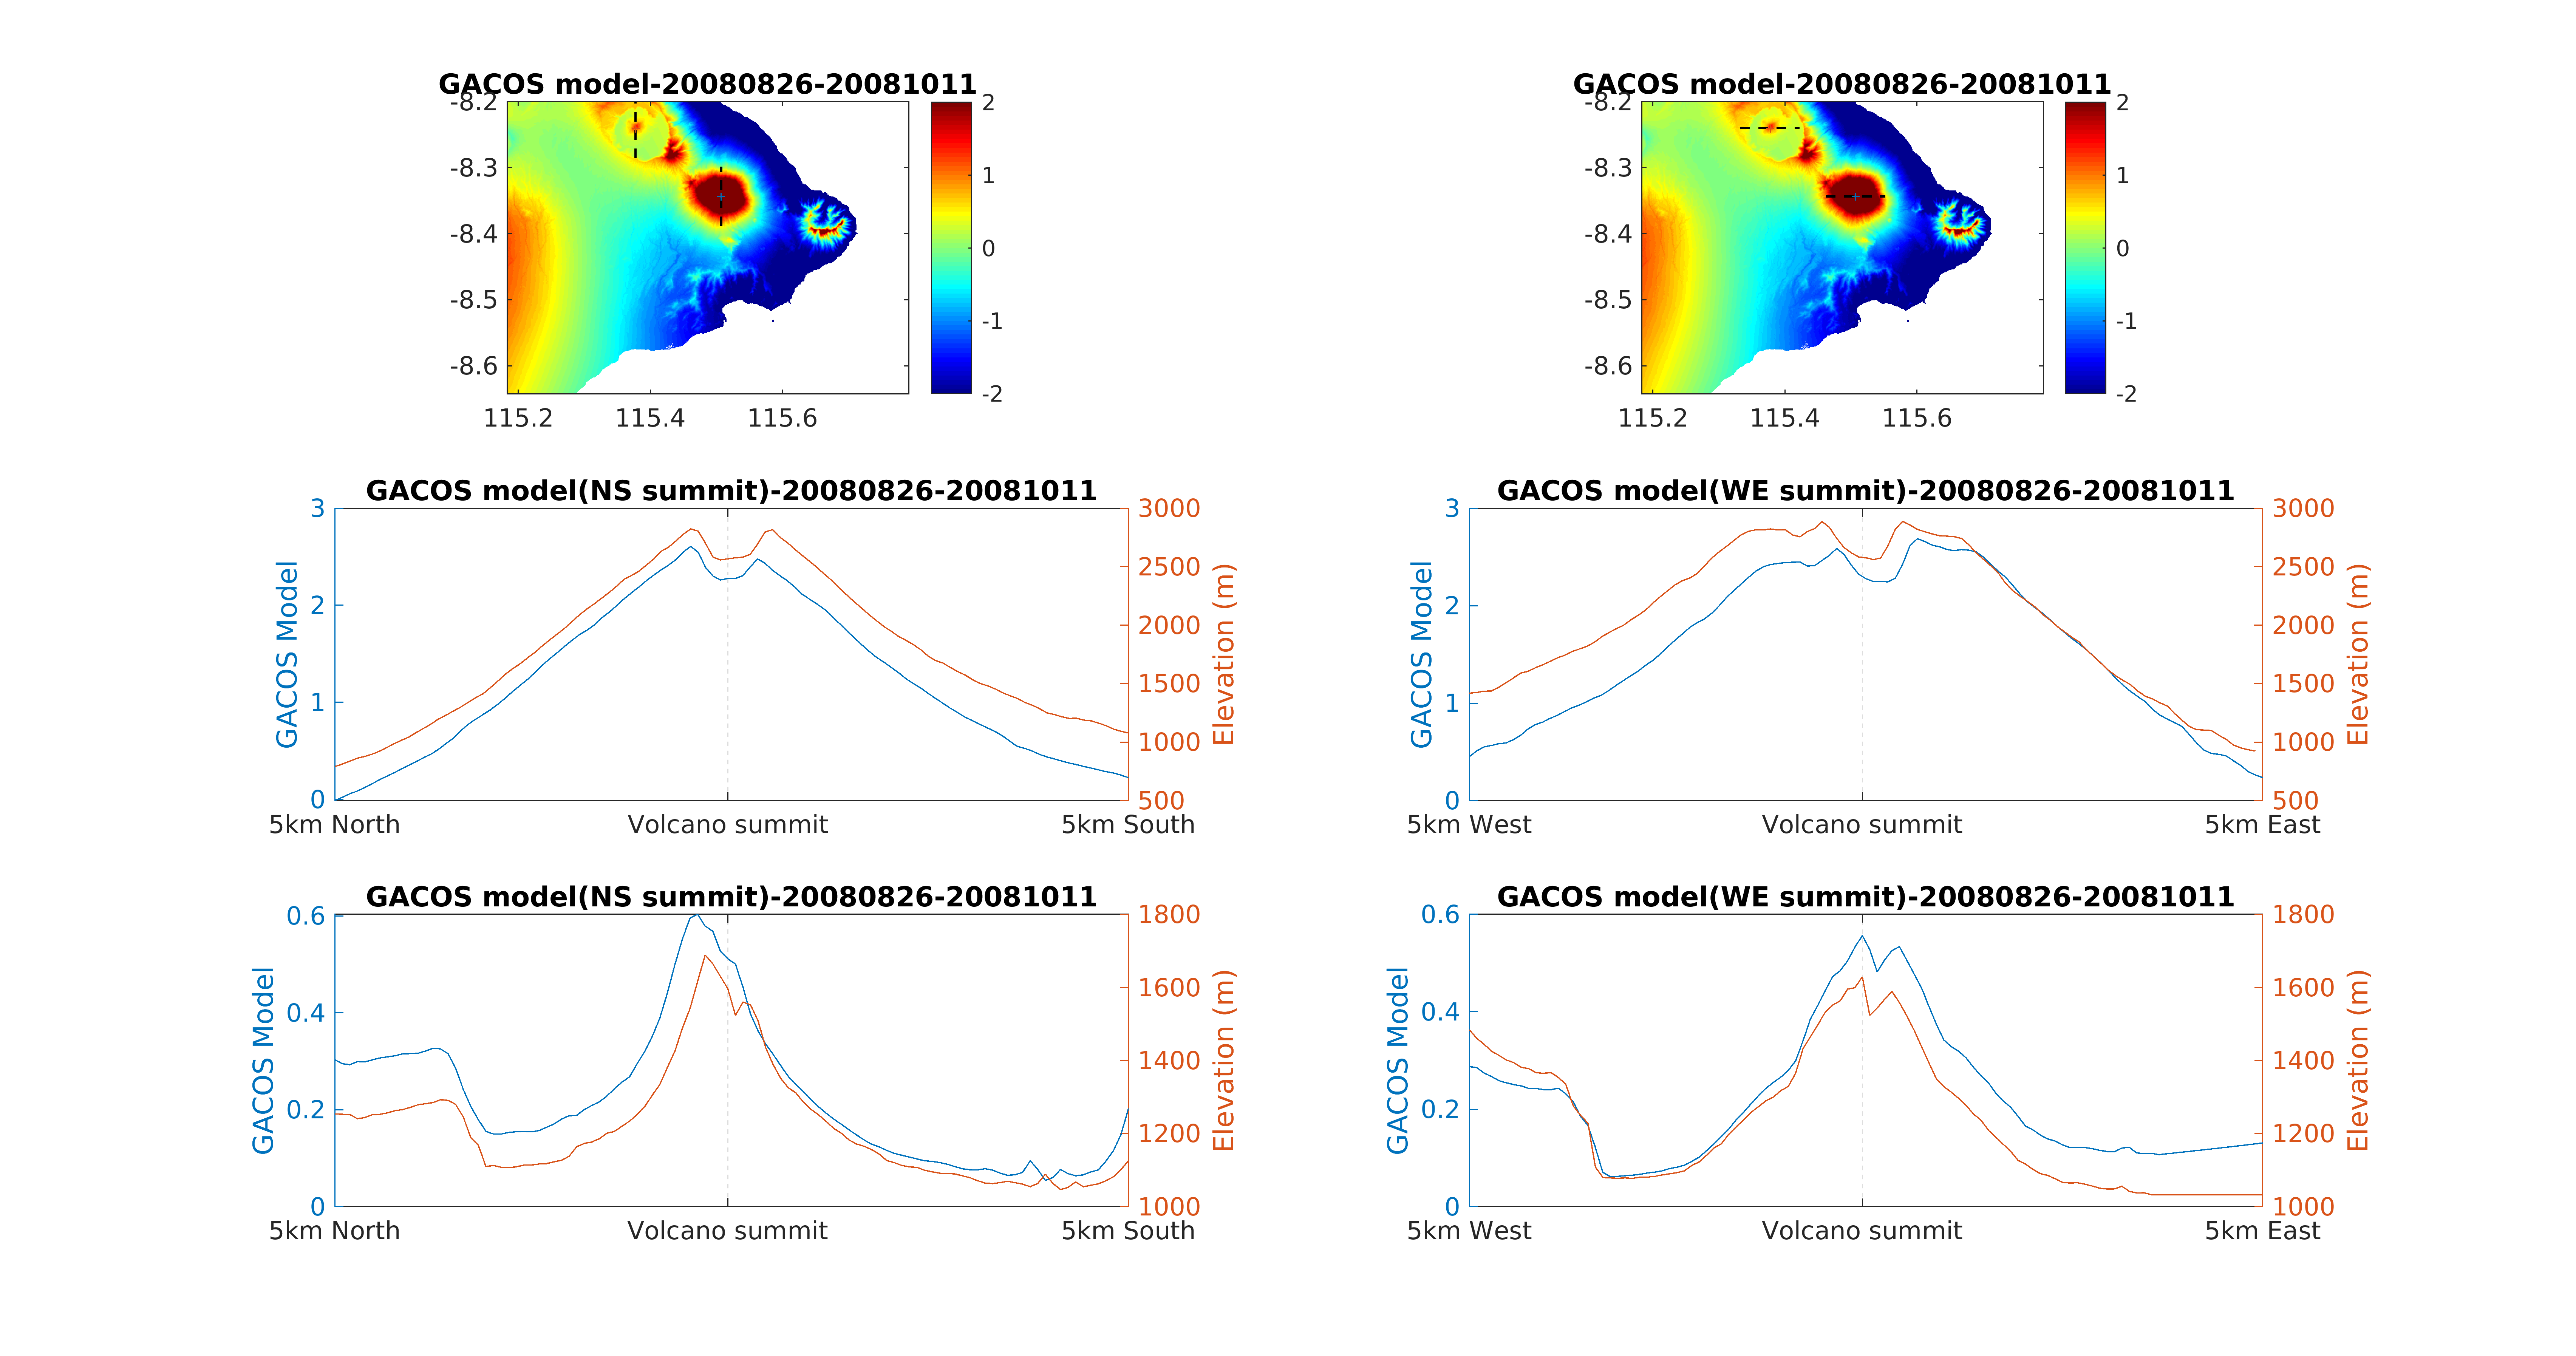 GACOS model-20080826-20081011
-8.2
-8.3
-8.4
-8.5
-8.6
115.2 115.4 115.6
2
1
0
-1
-2
GACOS model-20080826-20081011
-8.2
-8.3
-8.4
-8.5
-8.6
115.2 115.4 115.6
2
1
0
-1
-2
GACOS model(NS summit)-20080826-20081011
GACOS Model
3
2
1
0
3000
2500
2000
1500
1000
500
Elevation (m)
5km North Volcano summit 5km South
GACOS model(WE summit)-20080826-20081011
GACOS Model
3
2
1
0
3000
2500
2000
1500
1000
500
Elevation (m)
5km West Volcano summit 5km East
GACOS model(NS summit)-20080826-20081011
GACOS Model
0.6
0.4
0.2
0
1800
1600
1400
1200
1000
Elevation (m)
5km North Volcano summit 5km South
GACOS model(WE summit)-20080826-20081011
GACOS Model
0.6
0.4
0.2
0
1800
1600
1400
1200
1000
Elevation (m)
5km West Volcano summit 5km East